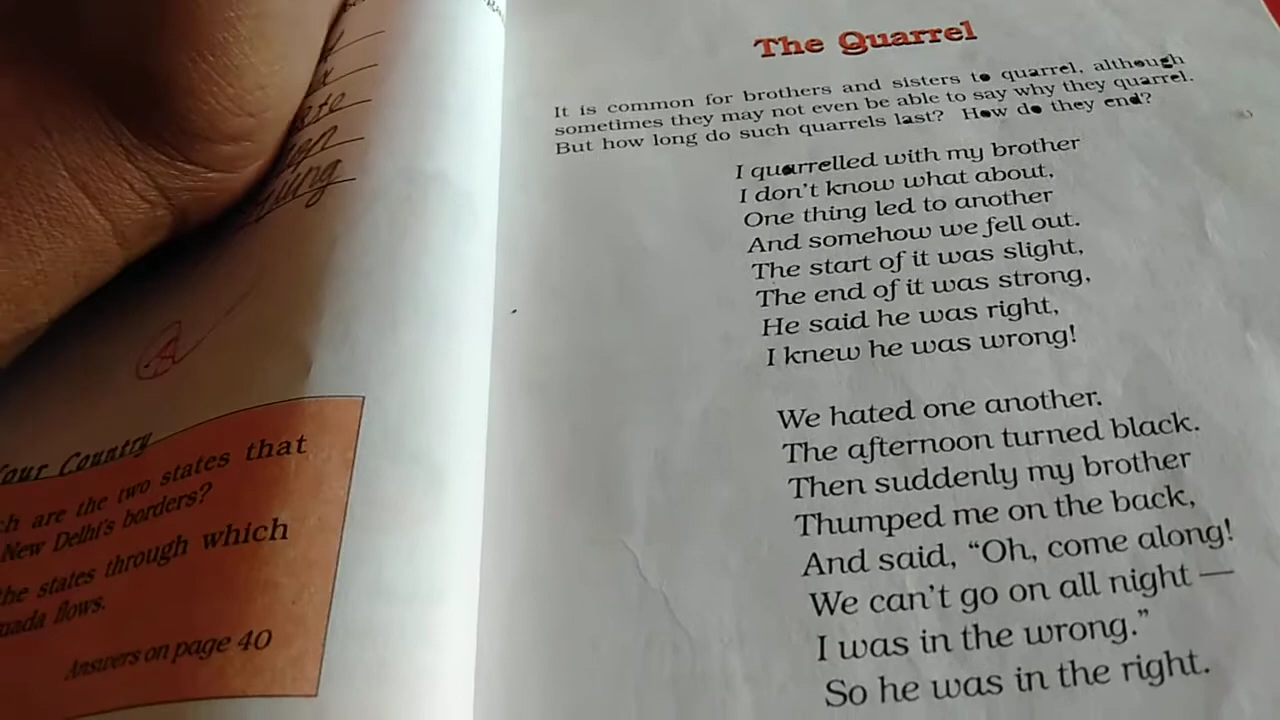 our Country
are the two states that
New Delhi's borders?
the states through which
flows.
Answers on page 40
The Quarrel
It is common for brothers and sisters to quarrel, although
sometimes they may not even be able to say why they quarrel.
But how long do such quarrels last? How do they end?
I quarrelled with my brother
I don't know what about,
One thing led to another
And somehow we fell out.
The start of it was slight,
The end of it was strong,
He said he was right,
I knew he was wrong!
We hated one another.
The afternoon turned black.
Then suddenly my brother
Thumped me on the back,
And said, “Oh, come along!
We can't go on all night —
I was in the wrong.”
So he was in the right.